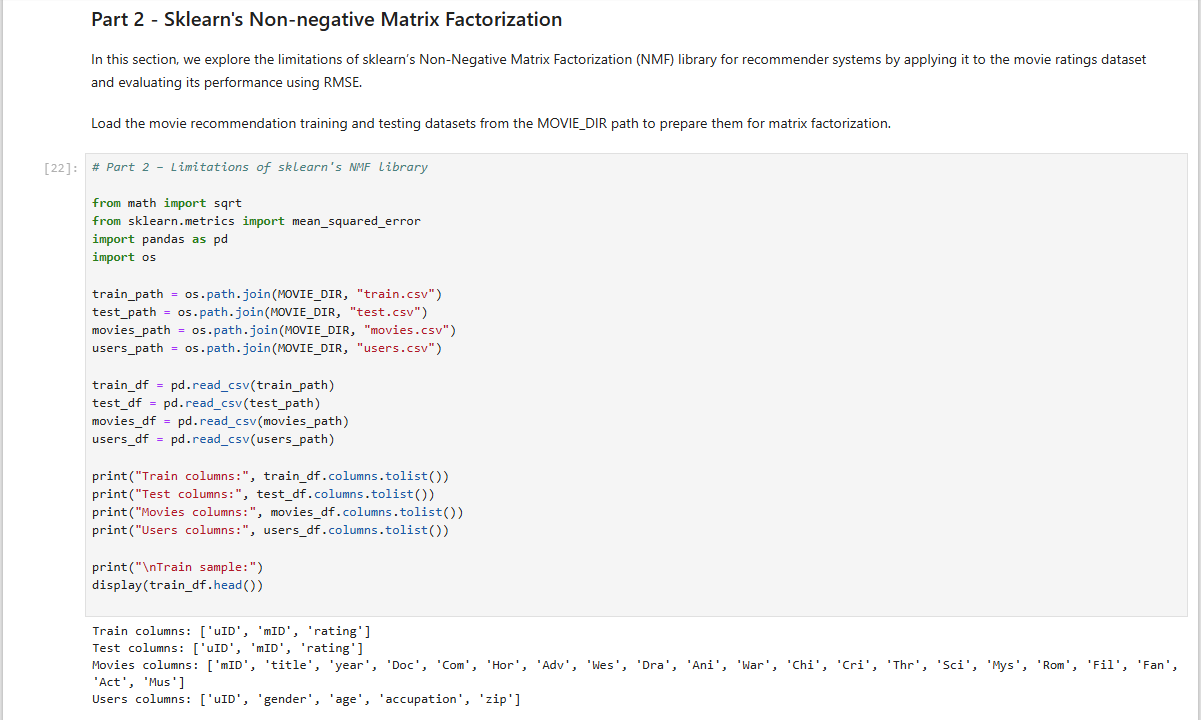 Part 2 - Sklearn's Non-negative Matrix Factorization
In this section, we explore the limitations of sklearn's Non-Negative Matrix Factorization (NMF) library for recommender systems by applying it to the movie ratings dataset
and evaluating its performance using RMSE.
Load the movie recommendation training and testing datasets from the MOVIE_DIR path to prepare them for matrix factorization.
[22]:
# Part 2 – Limitations of sklearn's NMF library
from math import sqrt
from sklearn.metrics import mean_squared_error
import pandas as pd
import os
train_path = os.path.join(MOVIE_DIR, "train.csv")
test_path = os.path.join(MOVIE_DIR, "test.csv")
movies_path = os.path.join(MOVIE_DIR, "movies.csv")
users_path = os.path.join(MOVIE_DIR, "users.csv")
train_df = pd.read_csv(train_path)
test_df = pd.read_csv(test_path)
movies_df = pd.read_csv(movies_path)
users_df = pd.read_csv(users_path)
print("Train columns:", train_df.columns.tolist())
print("Test columns:", test_df.columns.tolist())
print("Movies columns:", movies_df.columns.tolist())
print("Users columns:", users_df.columns.tolist())
print("\nTrain sample:")
display(train_df.head())
Train columns: ['uID', 'mID', 'rating']
Test columns: ['uID', 'mID', 'rating']
Movies columns: ['mID', 'title', 'year', 'Doc', 'Com', 'Hor', 'Adv', 'Wes', 'Dra', 'Ani', 'War', 'Chi', 'Cri', 'Thr', 'Sci', 'Mys', 'Rom', 'Fil', 'Fan',
'Act', 'Mus']
Users columns: ['uID', 'gender', 'age', 'accupation', 'zip']